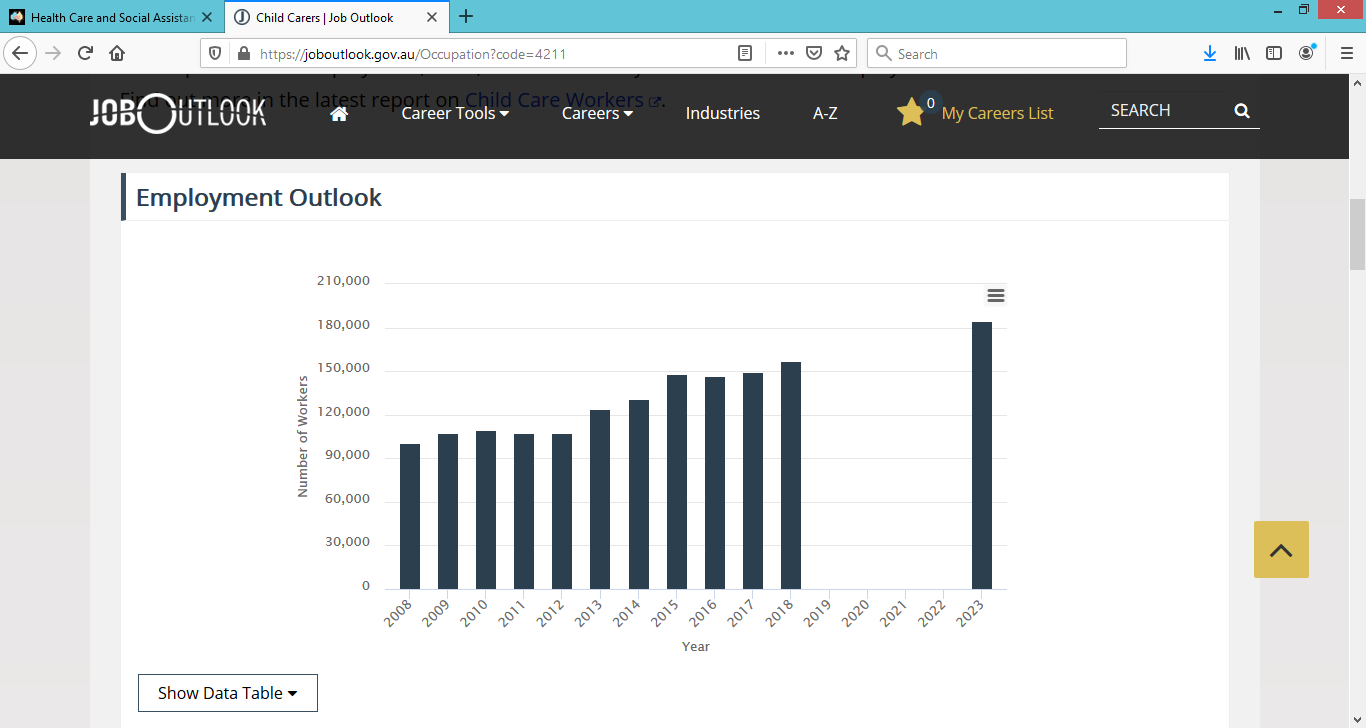 Health Care and Social Assistan
Child Carers | Job Outlook
https://joboutlook.gov.au/Occupation?code=4211
Search
Find out more in the latest report on Child Care Workers.
JOBOUTLOOK
Career Tools
Careers
Industries
A-Z
0
My Careers List
SEARCH
Employment Outlook
210,000
180,000
150,000
120,000
90,000
60,000
30,000
0
Number of Workers
2008
2009
2010
2011
2012
2013
2014
2015
2016
2017
2018
2019
2020
2021
2022
2023
Year
Show Data Table